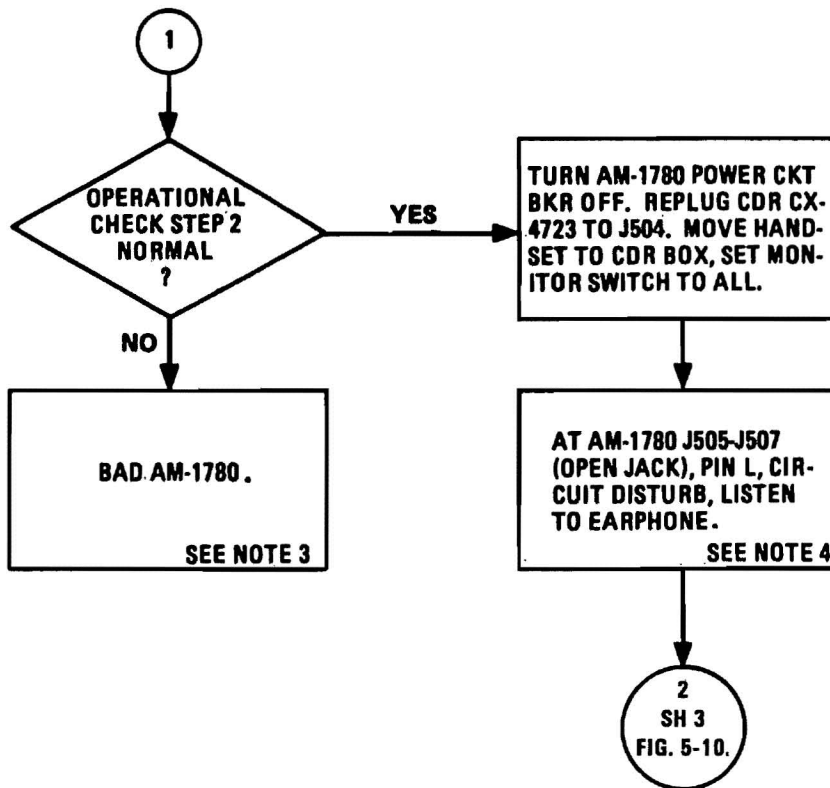 1
OPERATIONAL
CHECK STEP 2
NORMAL
?
YES
TURN AM-1780 POWER CKT
BKR OFF. REPLUG CDR CX-
4723 TO J504. MOVE HAND-
SET TO CDR BOX, SET MON-
ITOR SWITCH TO ALL.
NO
BAD AM-1780.
SEE NOTE 3
AT AM-1780 J505-J507
(OPEN JACK), PIN L, CIR-
CUIT DISTURB, LISTEN
TO EARPHONE.
SEE NOTE 4
2
SH 3
FIG. 5-10.